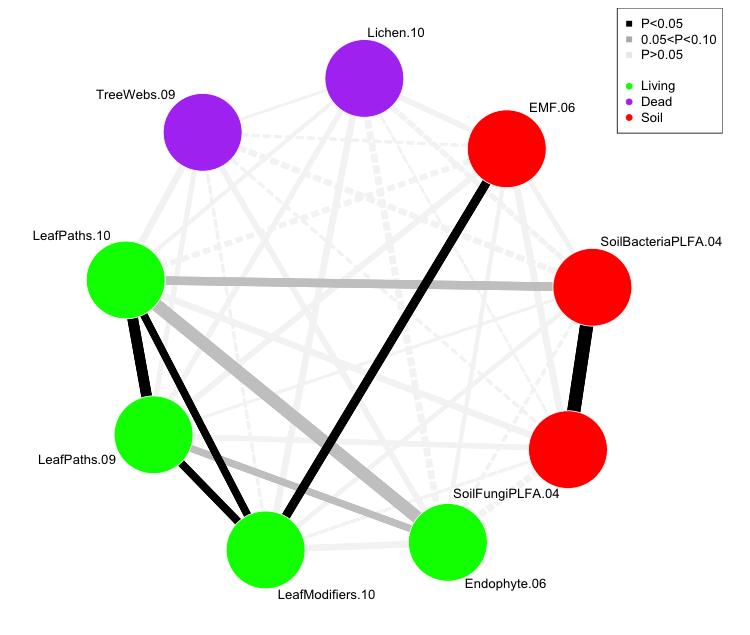 P<0.05
0.05<P<0.10
P>0.05
Living
Dead
Soil
Lichen.10
TreeWebs.09
EMF.06
LeafPaths.10
SoilBacteriaPLFA.04
LeafPaths.09
SoilFungiPLFA.04
Endophyte.06
LeafModifiers.10